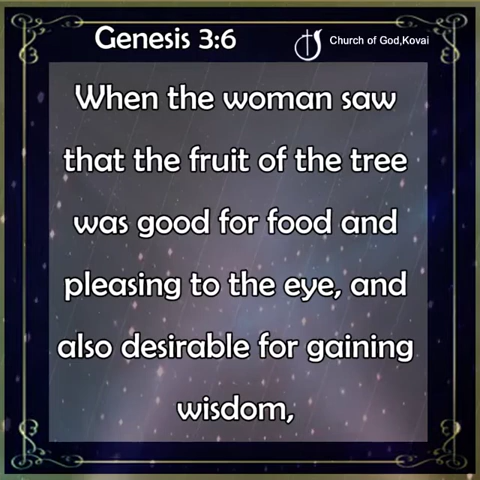 Genesis 3:6
Church of God,Kovai
When the woman saw
that the fruit of the tree
was good for food and
pleasing to the eye, and
also desirable for gaining
wisdom,